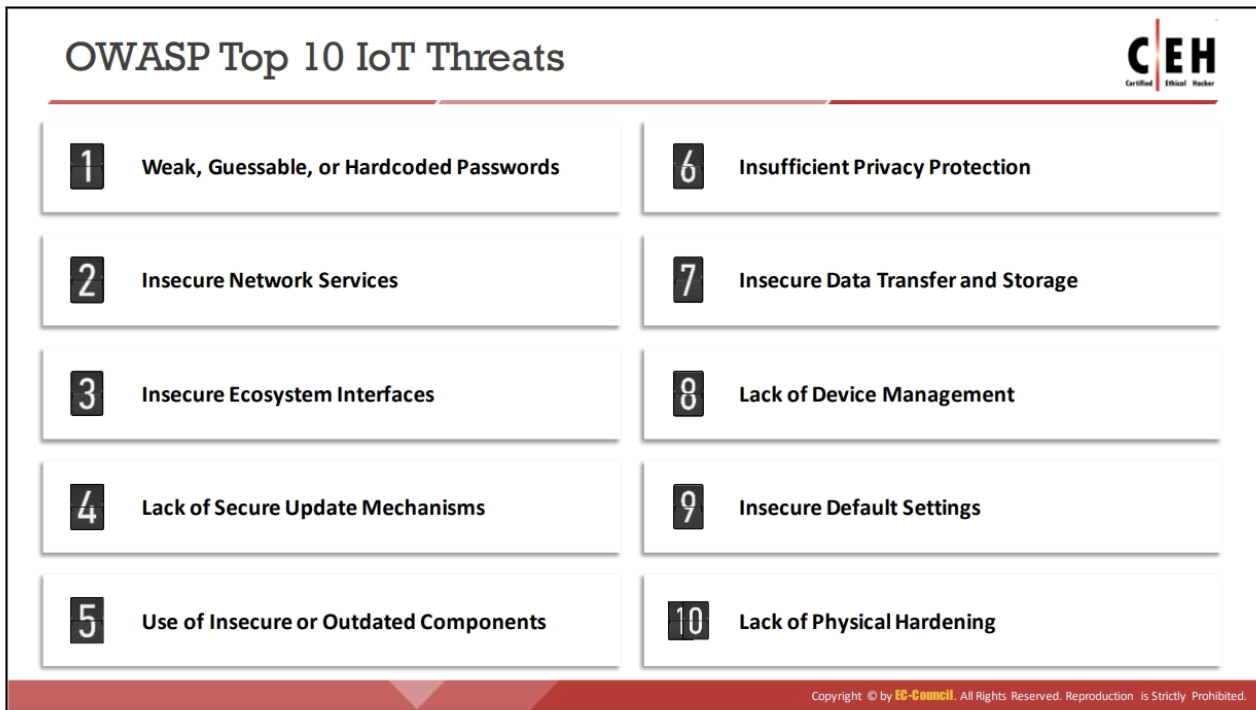 OWASP Top 10 IoT Threats
C|EH
Certified Ethical Hacker
1 Weak, Guessable, or Hardcoded Passwords
2 Insecure Network Services
3 Insecure Ecosystem Interfaces
4 Lack of Secure Update Mechanisms
5 Use of Insecure or Outdated Components
6 Insufficient Privacy Protection
7 Insecure Data Transfer and Storage
8 Lack of Device Management
9 Insecure Default Settings
10 Lack of Physical Hardening
Copyright © by EC-Council. All Rights Reserved. Reproduction is Strictly Prohibited.